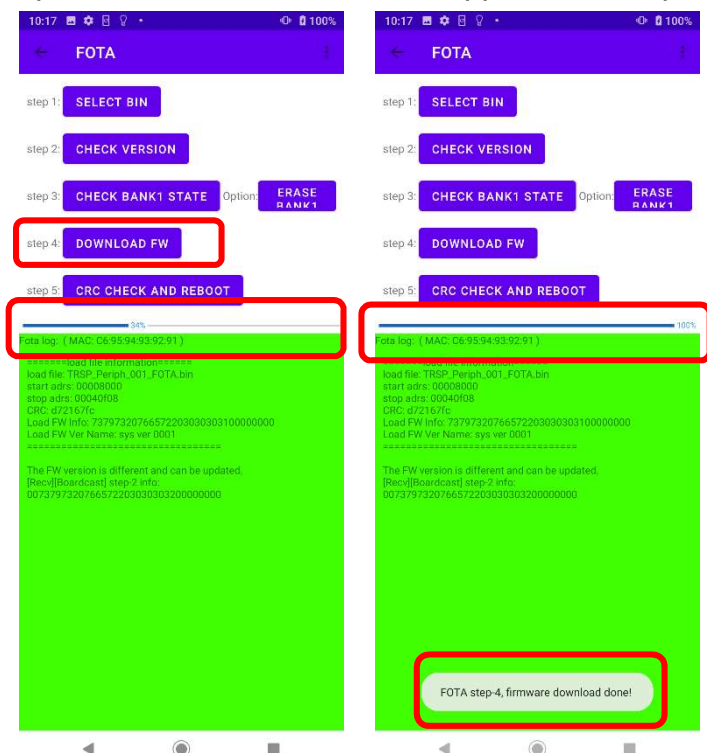 10:17 100%
FOTA
step 1: SELECT BIN
step 2: CHECK VERSION
step 3: CHECK BANK1 STATE Option: ERASE BANK1
step 4: DOWNLOAD FW
step 5: CRC CHECK AND REBOOT
34%
Fota log: ( MAC: C6:95:94:93:92:91 )
=======load file information======
load file: TRSP_Periph_001_FOTA.bin
start adrs: 00008000
stop adrs: 00040f08
CRC: d72167fc
Load FW Info: 73797320766572203030303100000000
Load FW Ver Name: sys ver 0001
==================================
The FW version is different and can be updated.
[Recv][Boardcast] step-2 info:
0073797320766572203030303200000000
10:17 100%
FOTA
step 1: SELECT BIN
step 2: CHECK VERSION
step 3: CHECK BANK1 STATE Option: ERASE BANK1
step 4: DOWNLOAD FW
step 5: CRC CHECK AND REBOOT
100%
Fota log: ( MAC: C6:95:94:93:92:91 )
=======load file information======
load file: TRSP_Periph_001_FOTA.bin
start adrs: 00008000
stop adrs: 00040f08
CRC: d72167fc
Load FW Info: 73797320766572203030303100000000
Load FW Ver Name: sys ver 0001
==================================
The FW version is different and can be updated.
[Recv][Boardcast] step-2 info:
0073797320766572203030303200000000
FOTA step-4, firmware download done!